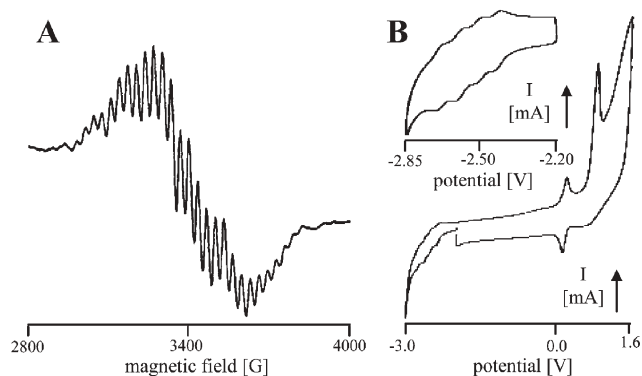 A
2800
3400
4000
magnetic field [G]
B
I
[mA]
-2.85
-2.50
-2.20
potential [V]
I
[mA]
-3.0
0.0
1.6
potential [V]